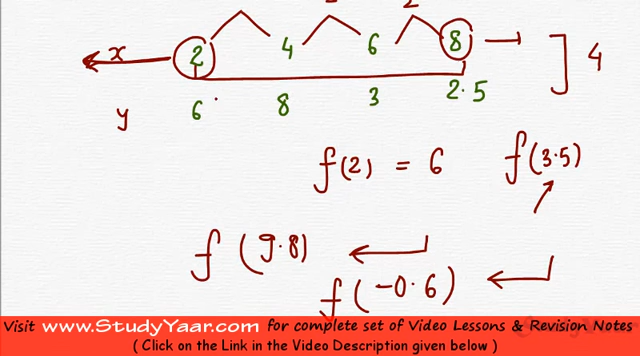 2
x 2 4 6 8 ] 4
y 6 8 3 2.5
f(2) = 6 f(3.5)
f(9.8)
f(-0.6)
Visit www.StudyYaar.com for complete set of Video Lessons & Revision Notes
( Click on the Link in the Video Description given below )